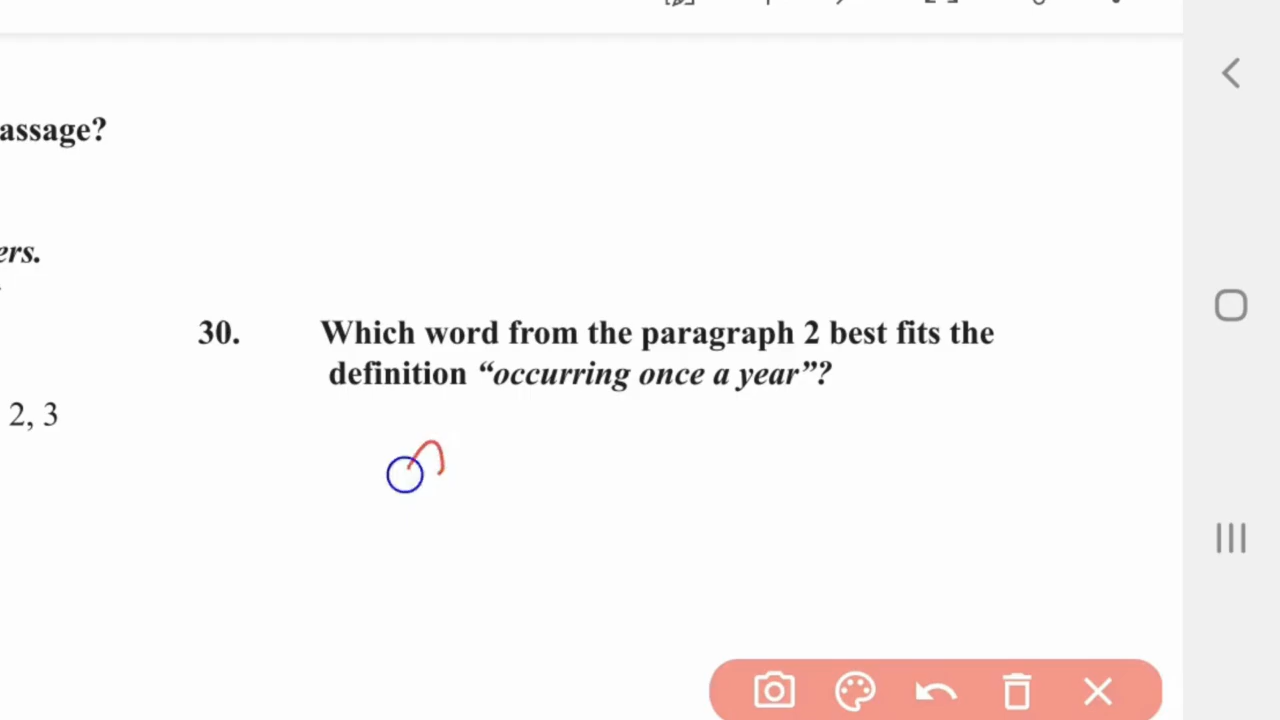 assage?
ers.
30. Which word from the paragraph 2 best fits the
definition “occurring once a year”?
2, 3